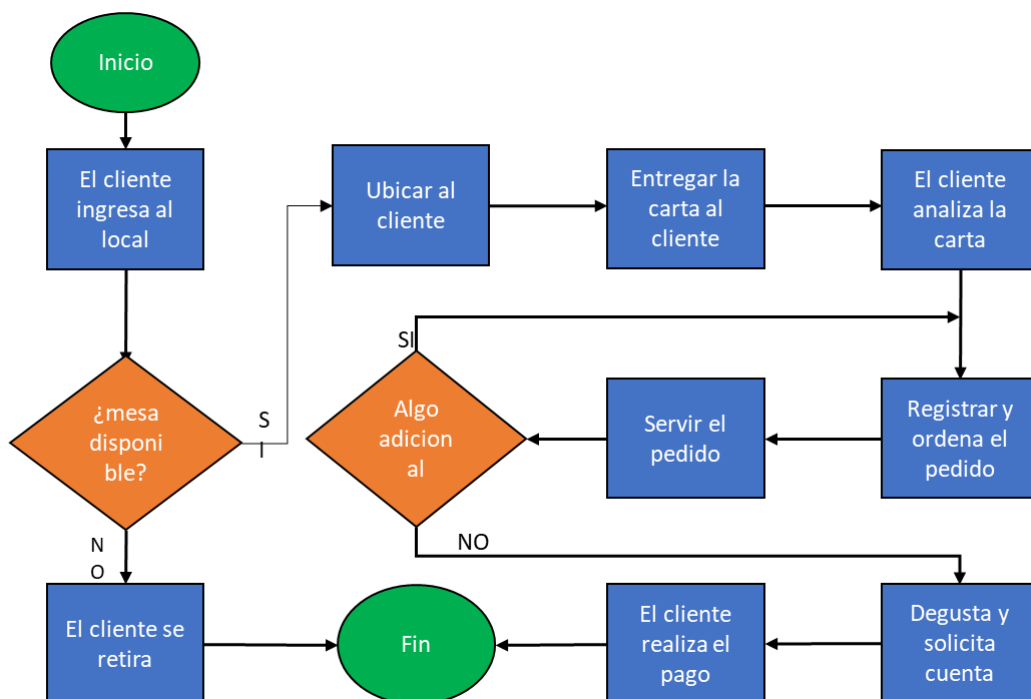 Inicio
El cliente
ingresa al
local
Ubicar al
cliente
Entregar la
carta al
cliente
El cliente
analiza la
carta
¿mesa
disponi
ble?
S
I
SI
Algo
adicion
al
Servir el
pedido
Registrar y
ordena el
pedido
N
O
NO
El cliente se
retira
Fin
El cliente
realiza el
pago
Degusta y
solicita
cuenta